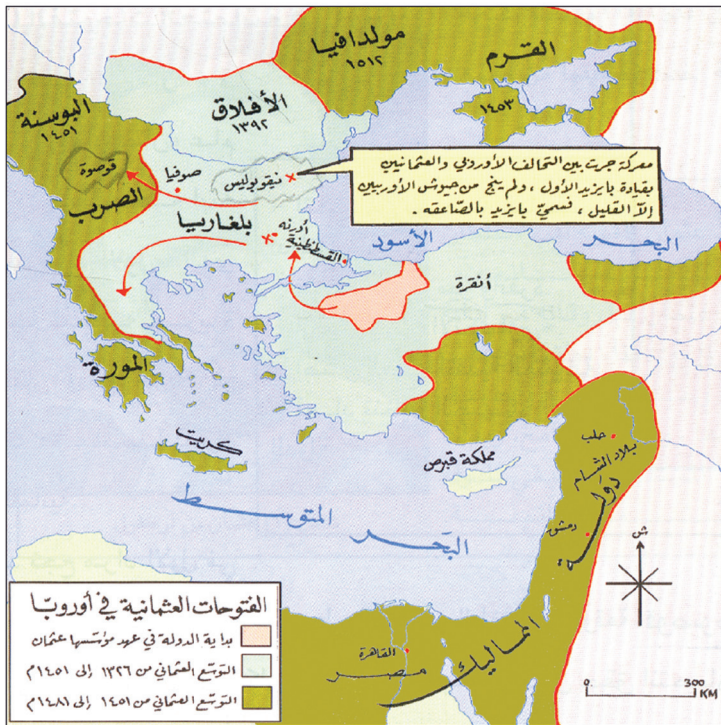 مولدافيا
١٥١٢
القرم
١٤٥٣
البوسنة
١٤٥١
الأفلاق
١٣٩٢
قوصوة
الصرب
صوفيا
نيقوبوليس
معركة جرت بين التحالف الأوروبي والعثمانيين
بقيادة بايزيد الأول ، ولم ينج من جيوش الأوربيين
إلا القليل ، فسمي بايزيد بالصاعقة .
بلغاريا
أدرنه
القسطنطينية
البحر
الأسود
أنقرة
المورة
كريت
مملكة قبرص
البحر
المتوسط
حلب
بلاد الشام
دولة
دمشق
المماليك
القاهرة
مصر
ش
0
300
KM
الفتوحات العثمانية في أوروبا
بداية الدولة في عهد مؤسسها عثمان
التوسع العثماني من ١٣٢٦ إلى ١٤٥١م
التوسع العثماني من ١٤٥١ إلى ١٤٨١م